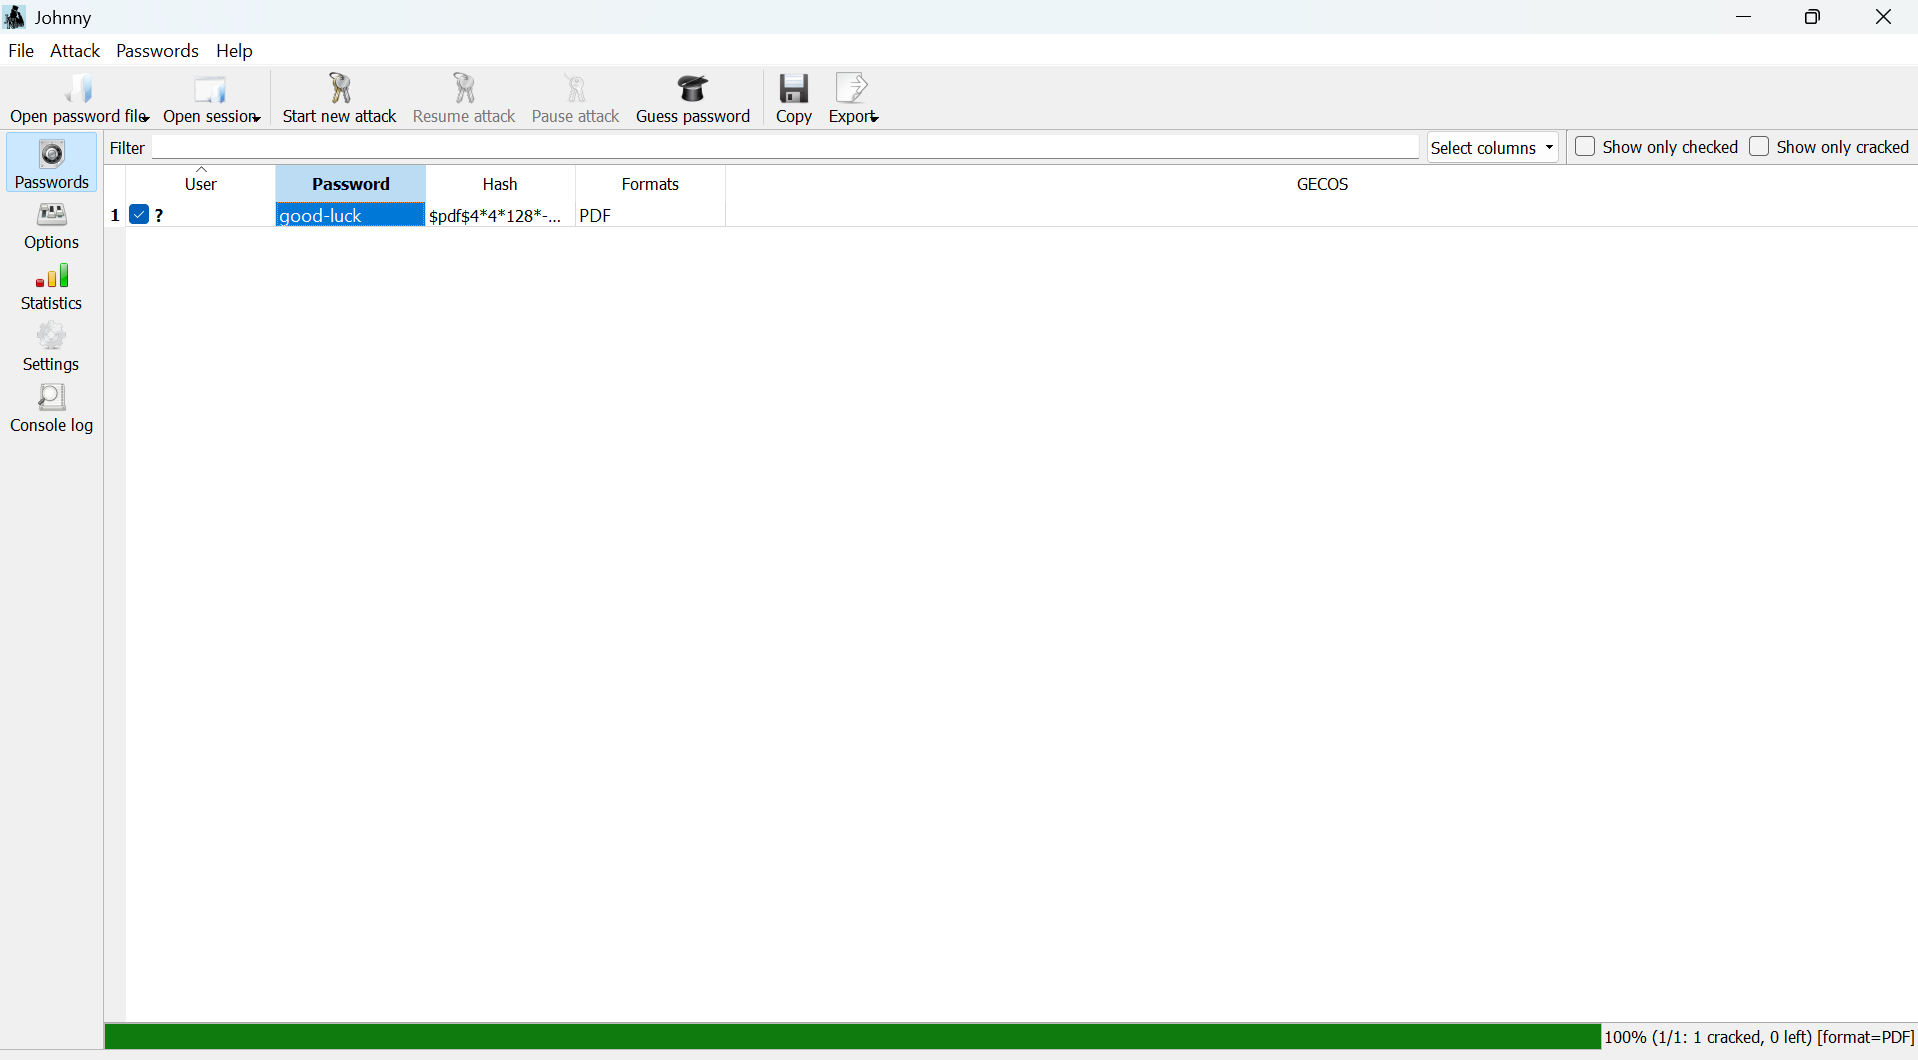 Johnny
File Attack Passwords Help
Open password file Open session Start new attack Resume attack Pause attack Guess password Copy Export
Passwords
Options
Statistics
Settings
Console log
Filter Select columns Show only checked Show only cracked
User Password Hash Formats GECOS
1 ? good-luck $pdf$4*4*128*-... PDF
100% (1/1: 1 cracked, 0 left) [format=PDF]